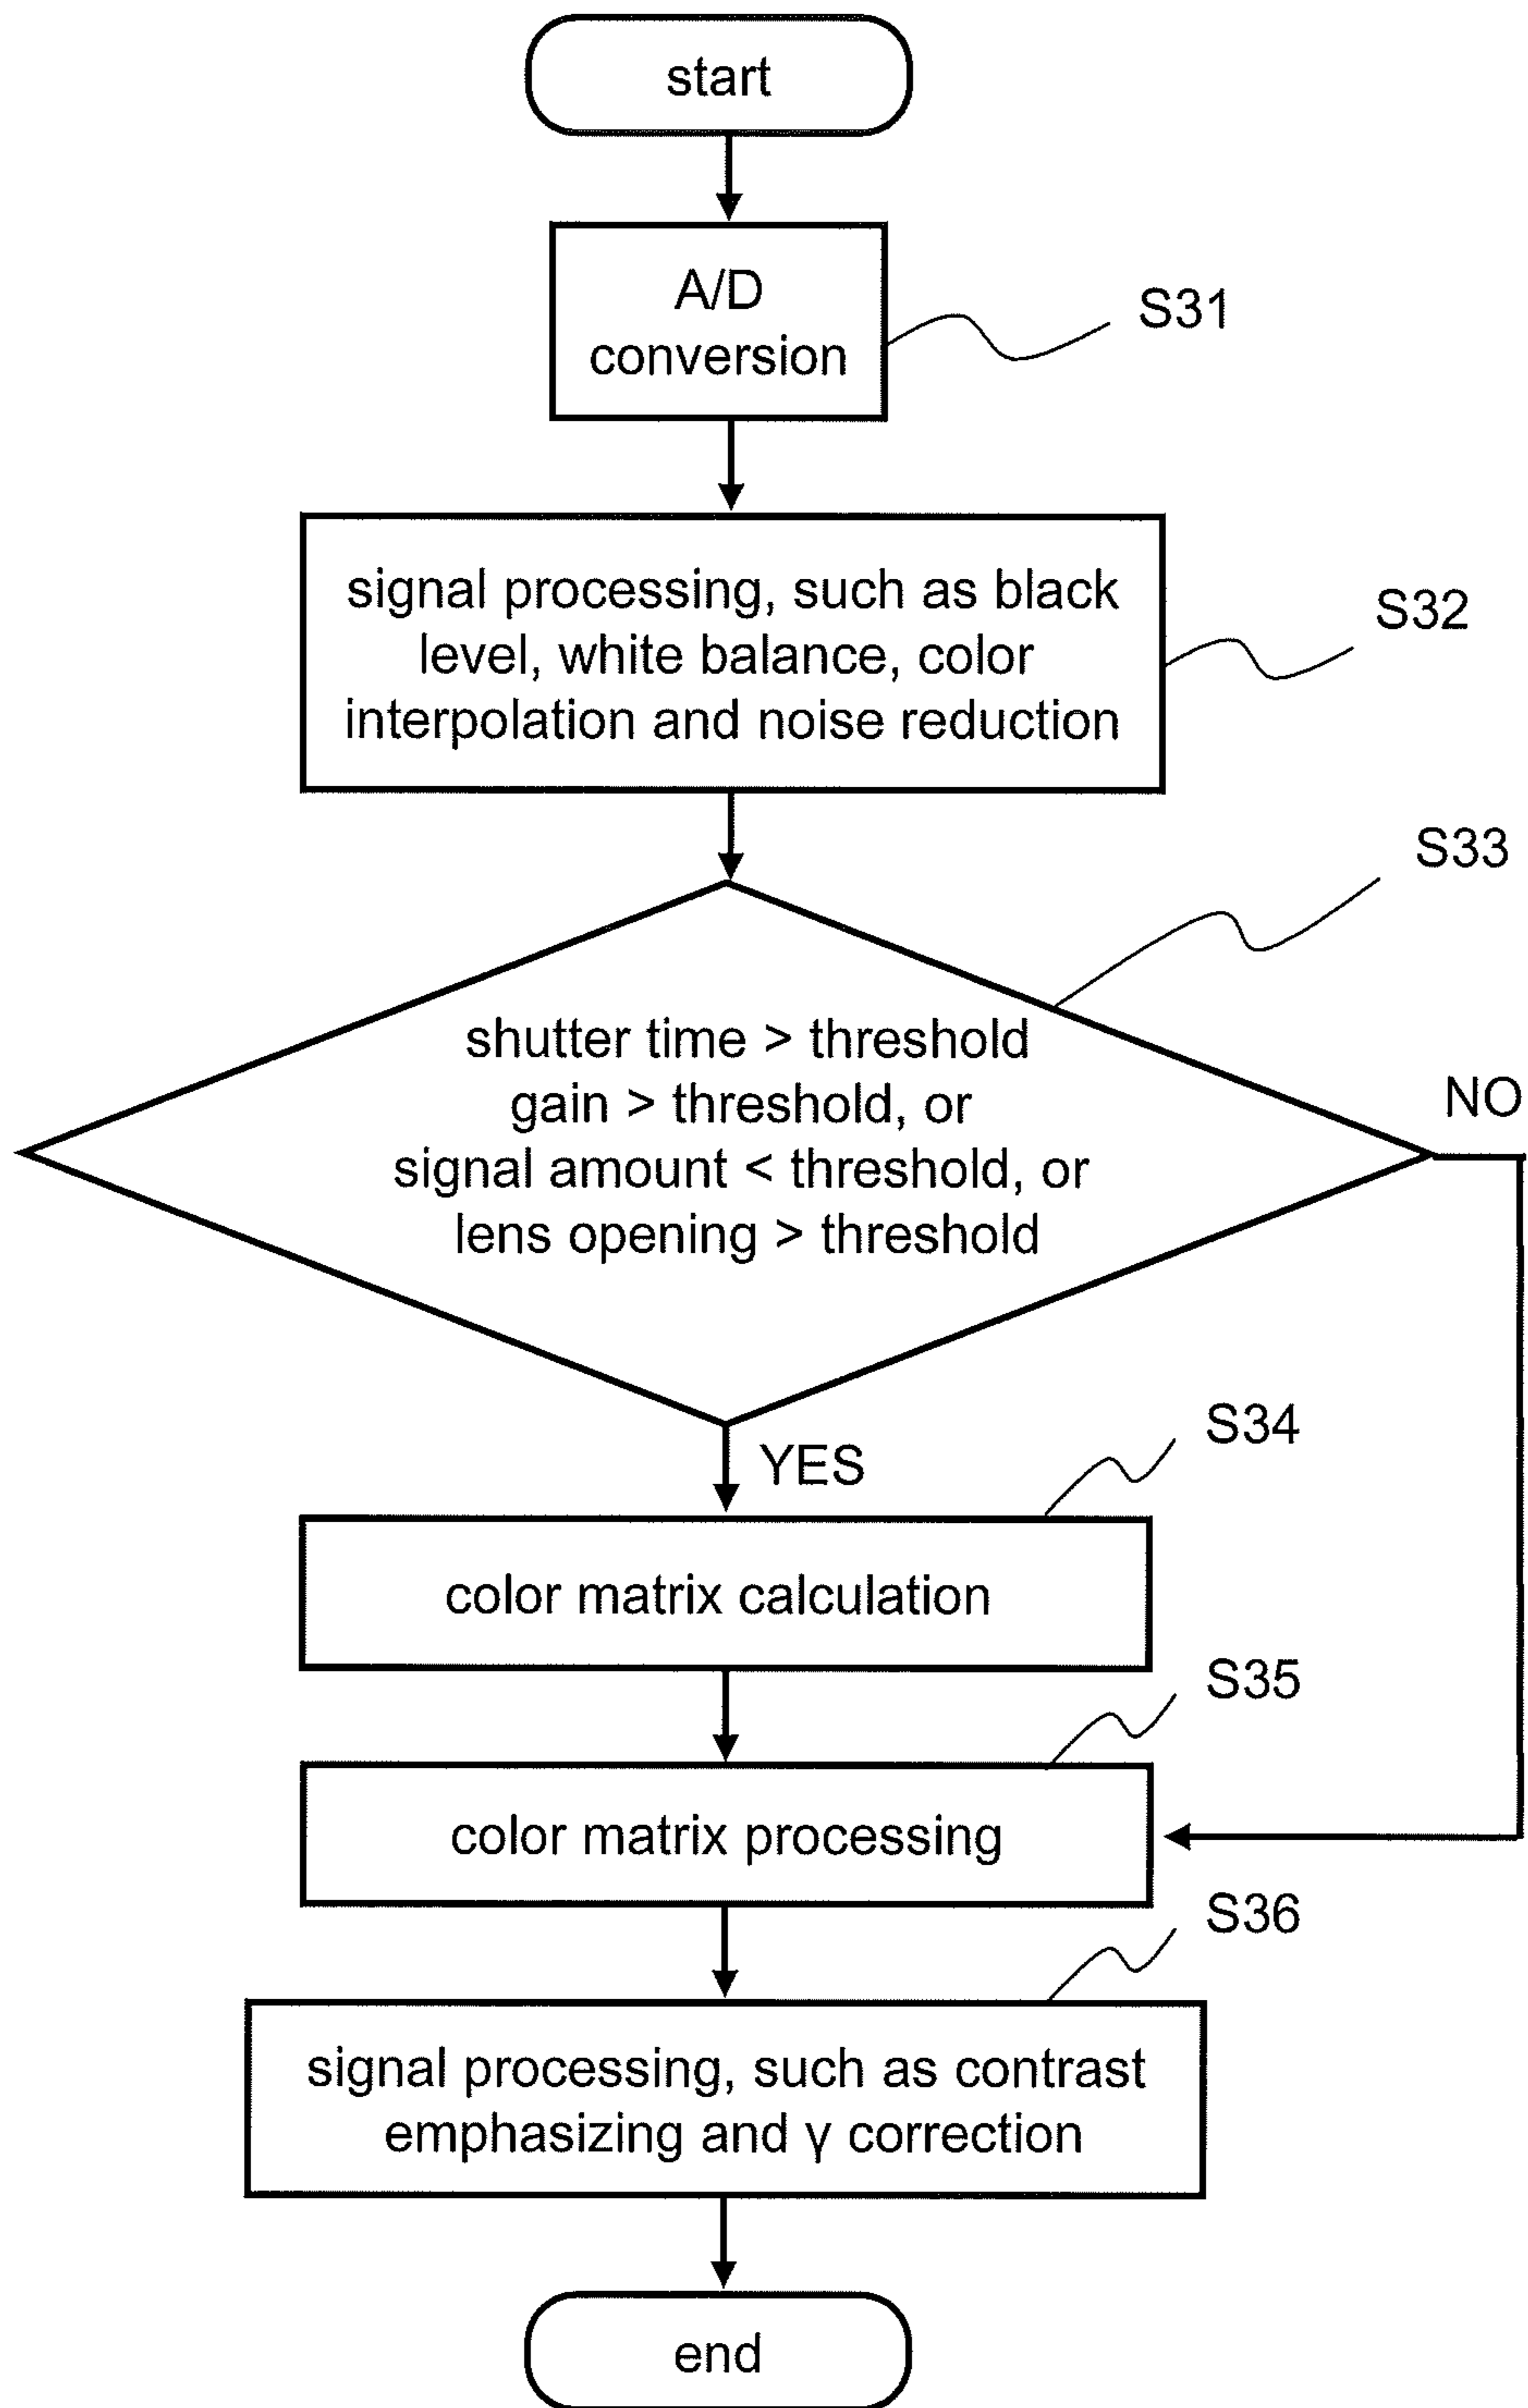 start
A/D
conversion
S31
signal processing, such as black
level, white balance, color
interpolation and noise reduction
S32
S33
shutter time > threshold
gain > threshold, or
signal amount < threshold, or
lens opening > threshold
NO
YES
S34
color matrix calculation
S35
color matrix processing
S36
signal processing, such as contrast
emphasizing and γ correction
end